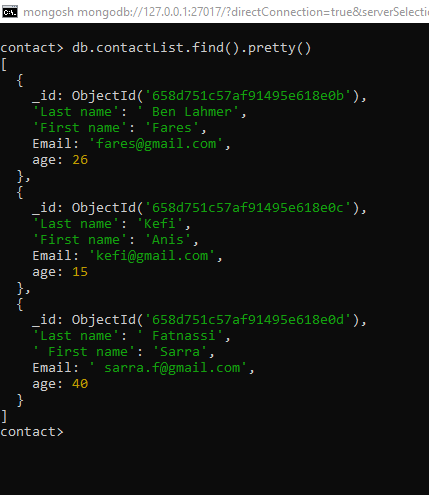 mongosh mongodb://127.0.0.1:27017/?directConnection=true&serverSelecti
contact> db.contactList.find().pretty()
[
  {
    _id: ObjectId('658d751c57af91495e618e0b'),
    'Last name': ' Ben Lahmer',
    'First name': 'Fares',
    Email: 'fares@gmail.com',
    age: 26
  },
  {
    _id: ObjectId('658d751c57af91495e618e0c'),
    'Last name': 'Kefi',
    'First name': 'Anis',
    Email: 'kefi@gmail.com',
    age: 15
  },
  {
    _id: ObjectId('658d751c57af91495e618e0d'),
    'Last name': ' Fatnassi',
    ' First name': 'Sarra',
    Email: ' sarra.f@gmail.com',
    age: 40
  }
]
contact>